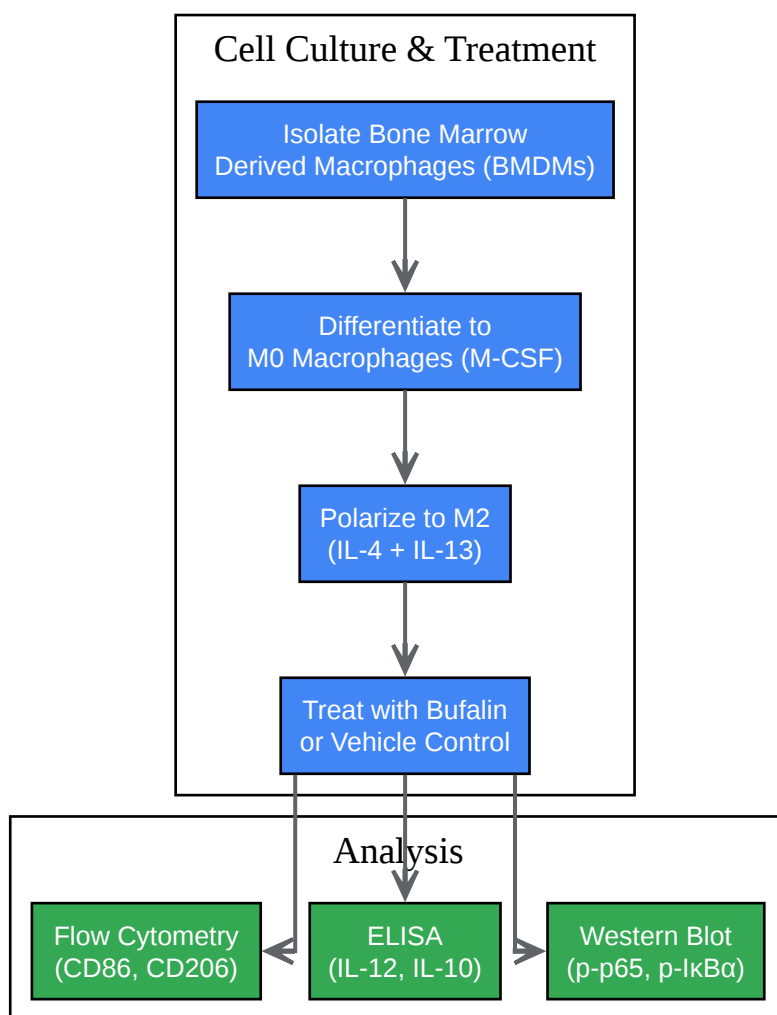 Cell Culture & Treatment
Isolate Bone Marrow
Derived Macrophages (BMDMs)
Differentiate to
M0 Macrophages (M-CSF)
Polarize to M2
(IL-4 + IL-13)
Treat with Bufalin
or Vehicle Control
Analysis
Flow Cytometry
(CD86, CD206)
ELISA
(IL-12, IL-10)
Western Blot
(p-p65, p-IκBα)